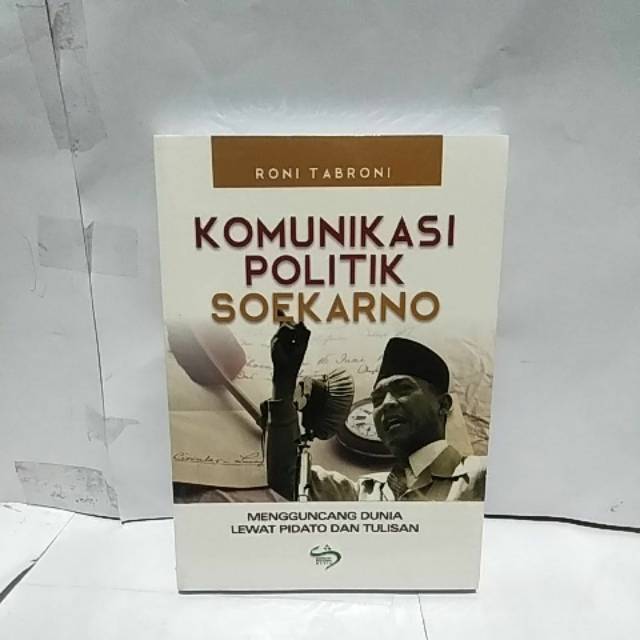 RONI TABRONI
KOMUNIKASI
POLITIK
SOEKARNO
MENGGUNCANG DUNIA
LEWAT PIDATO DAN TULISAN